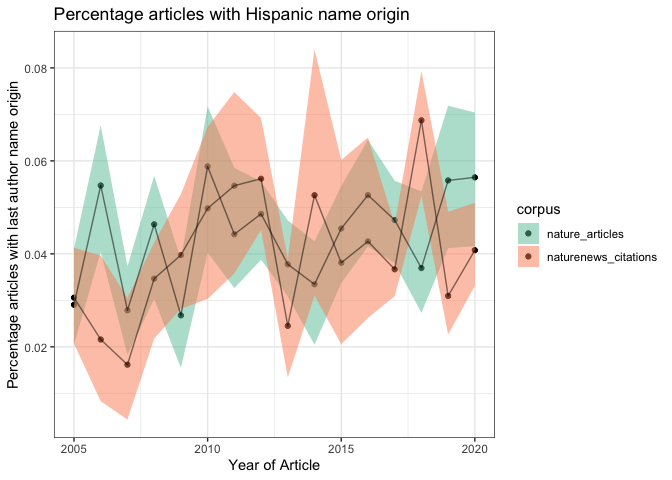 Percentage articles with Hispanic name origin
Percentage articles with last author name origin
0.08
0.06
0.04
0.02
2005
2010
2015
2020
Year of Article
corpus
nature_articles
naturenews_citations